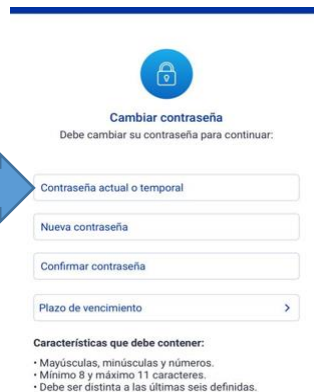 Cambiar contraseña
Debe cambiar su contraseña para continuar:
Contraseña actual o temporal
Nueva contraseña
Confirmar contraseña
Plazo de vencimiento
Características que debe contener:
• Mayúsculas, minúsculas y números.
• Mínimo 8 y máximo 11 caracteres.
• Debe ser distinta a las últimas seis definidas.